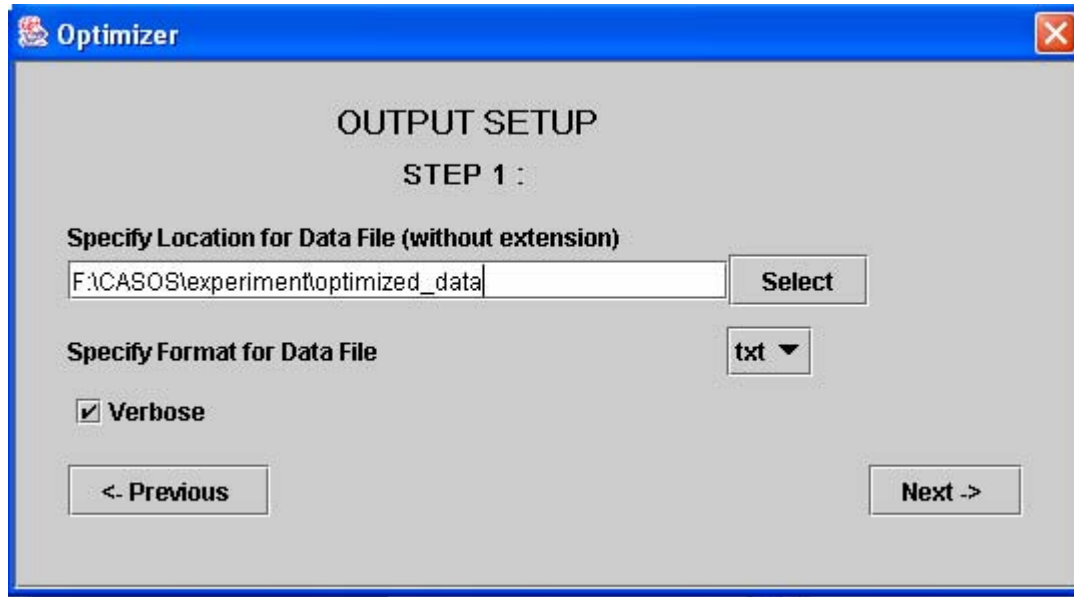 Optimizer
OUTPUT SETUP
STEP 1 :
Specify Location for Data File (without extension)
F:\CASOS\experiment\optimized_data
Select
Specify Format for Data File
txt
Verbose
<- Previous
Next ->